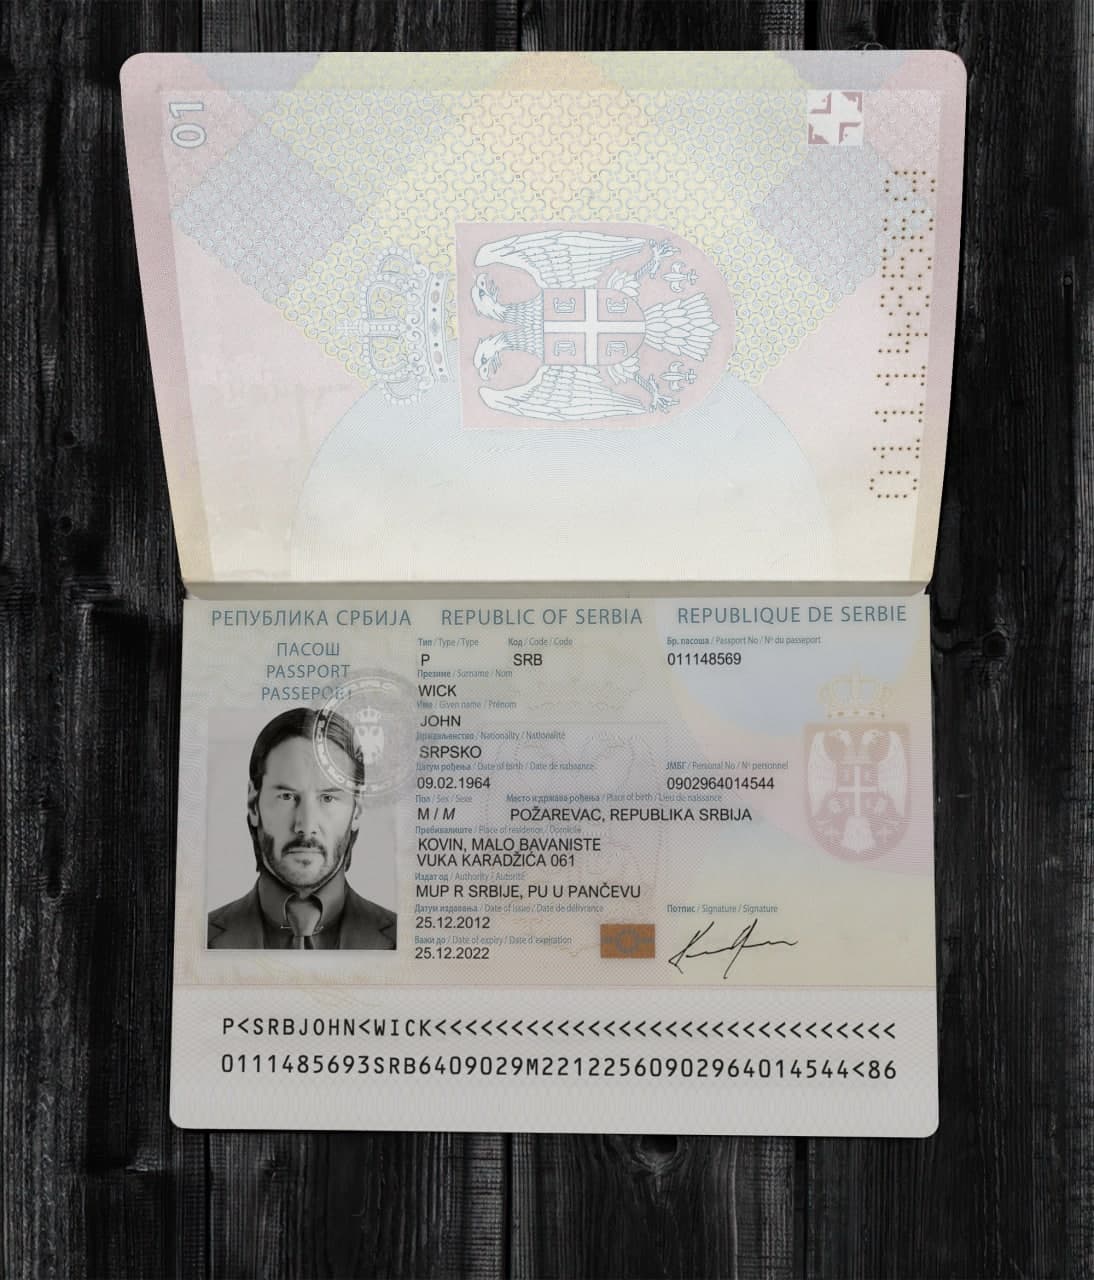 01
011148569
РЕПУБЛИКА СРБИЈА REPUBLIC OF SERBIA REPUBLIQUE DE SERBIE
ПАСОШ
PASSPORT
PASSEPORT
Тип / Type / Type Код / Code / Code Бр. пасоша / Passport No / Nº du passeport
P SRB 011148569
Презиме / Surname / Nom
WICK
Име / Given name / Prénom
JOHN
Држављанство / Nationality / Nationalité
SRPSKO
Датум рођења / Date of birth / Date de naissance ЈМБГ / Personal No / Nº personnel
09.02.1964 0902964014544
Пол / Sex / Sexe Место и држава рођења / Place of birth / Lieu de naissance
M / M POŽAREVAC, REPUBLIKA SRBIJA
Пребивалиште / Place of residence / Domicile
KOVIN, MALO BAVANISTE
VUKA KARADŽIĆA 061
Издат од / Authority / Autorité
MUP R SRBIJE, PU U PANČEVU
Датум издавања / Date of issue / Date de délivrance Потпис / Signature / Signature
25.12.2012
Важи до / Date of expiry / Date d'expiration
25.12.2022
P<SRBJOHN<WICK<<<<<<<<<<<<<<<<<<<<<<<<<<<<<<
0111485693SRB6409029M2212256090296401454​4<86